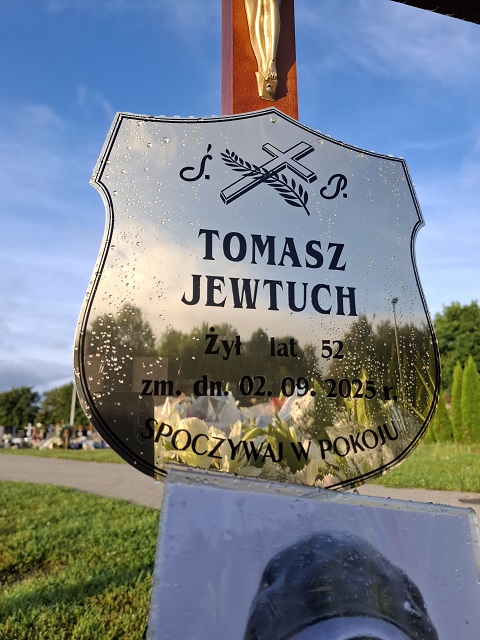 Ś. P.
TOMASZ
JEWTUCH
Żył lat 52
zm. dn. 02. 09. 2025 r.
SPOCZYWAJ W POKOJU